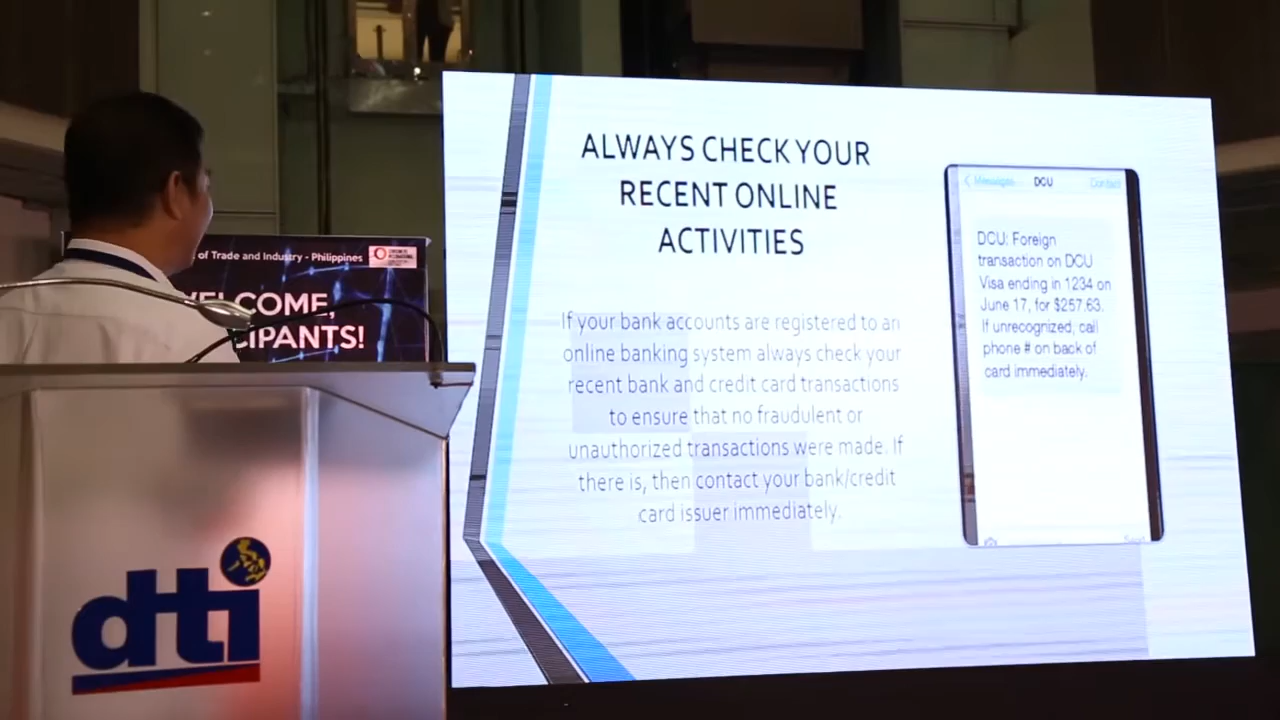 of Trade and Industry - Philippines
WELCOME,
CIPANTS!
dti
ALWAYS CHECK YOUR
RECENT ONLINE
ACTIVITIES
If your bank accounts are registered to an
online banking system always check your
recent bank and credit card transactions
to ensure that no fraudulent or
unauthorized transactions were made. If
there is, then contact your bank/credit
card issuer immediately.
Messages DCU Contact
DCU: Foreign
transaction on DCU
Visa ending in 1234 on
June 17, for $257.63.
If unrecognized, call
phone # on back of
card immediately.
Send